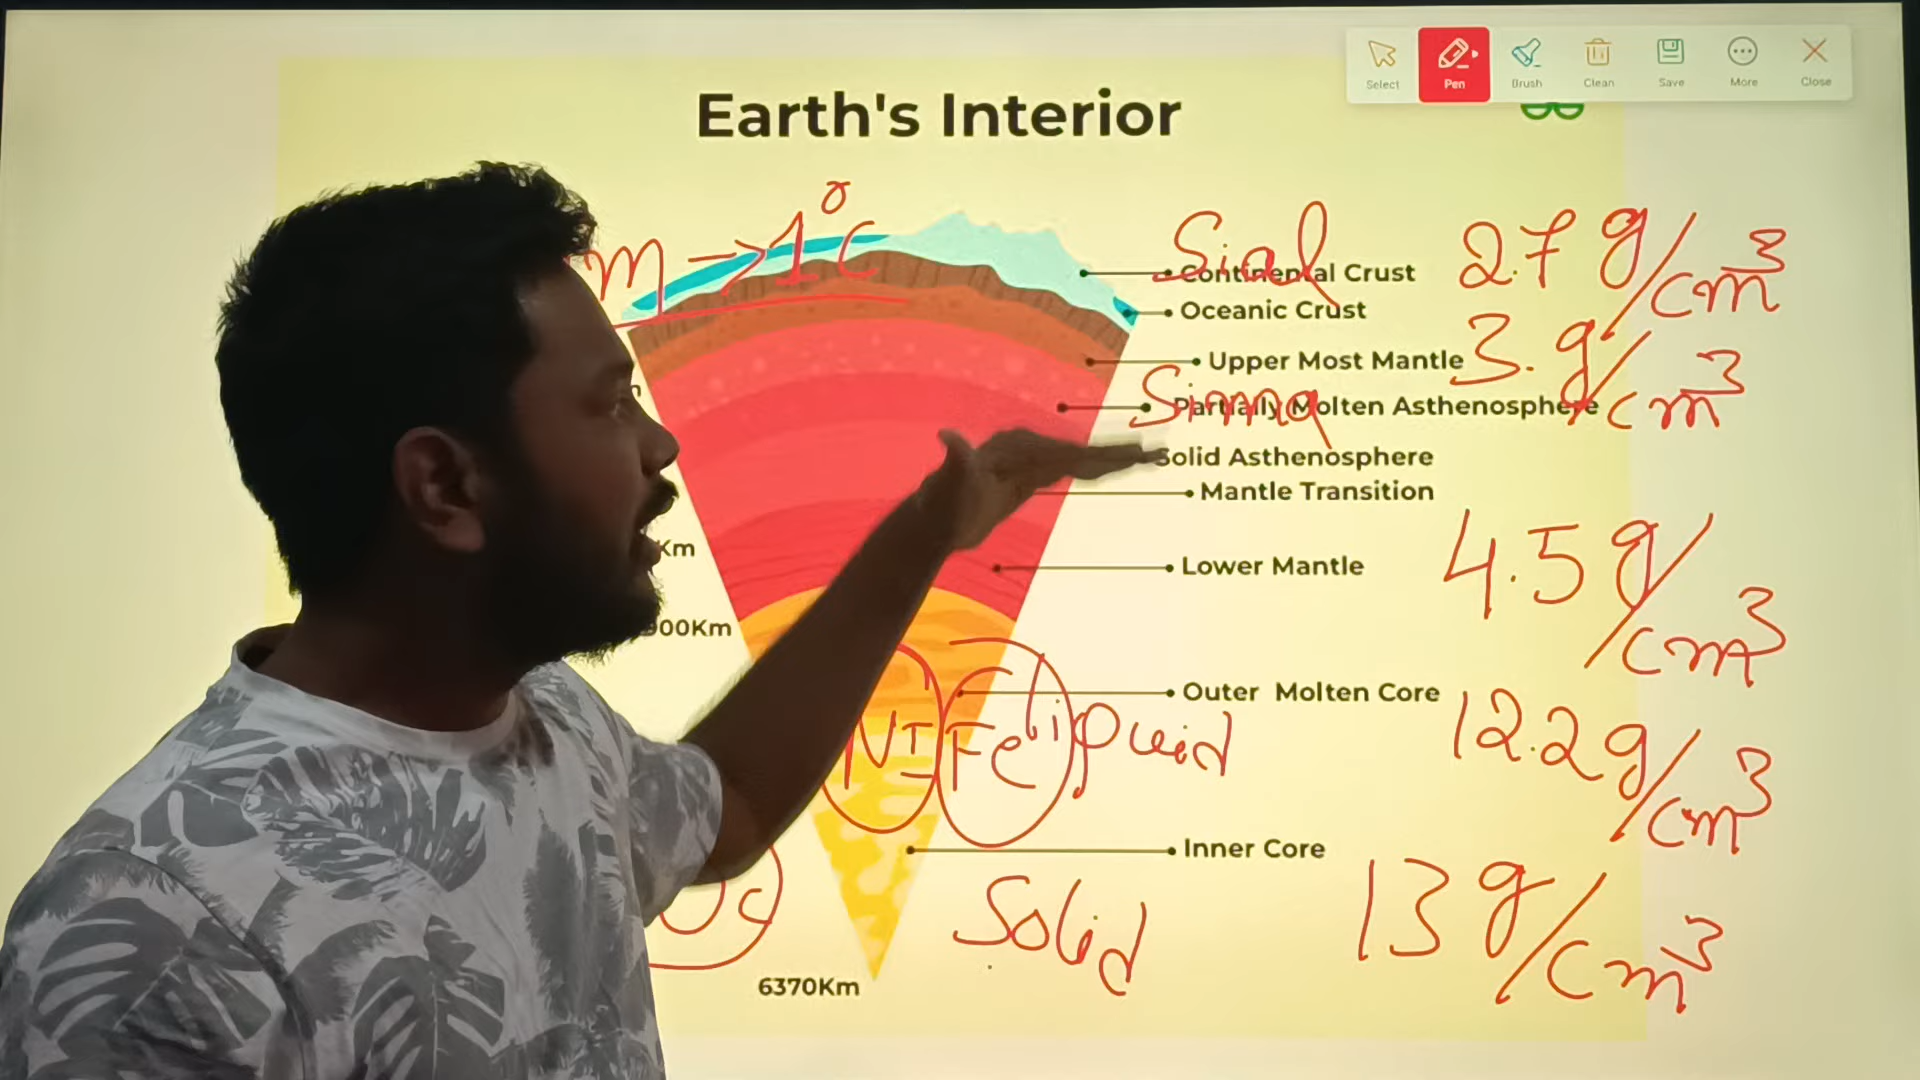 Select Pen Brush Clean Save More Close
Earth's Interior
m → 1°c
Sial
Continental Crust
2.7 g/cm³
Oceanic Crust
Upper Most Mantle
3. g/cm³
Sima
Partially Molten Asthenosphere
Solid Asthenosphere
Mantle Transition
Km
Lower Mantle
4.5 g/cm³
00Km
Outer Molten Core
12.2 g/cm³
NI Fe liquid
Inner Core
13 g/cm³
Solid
6370Km